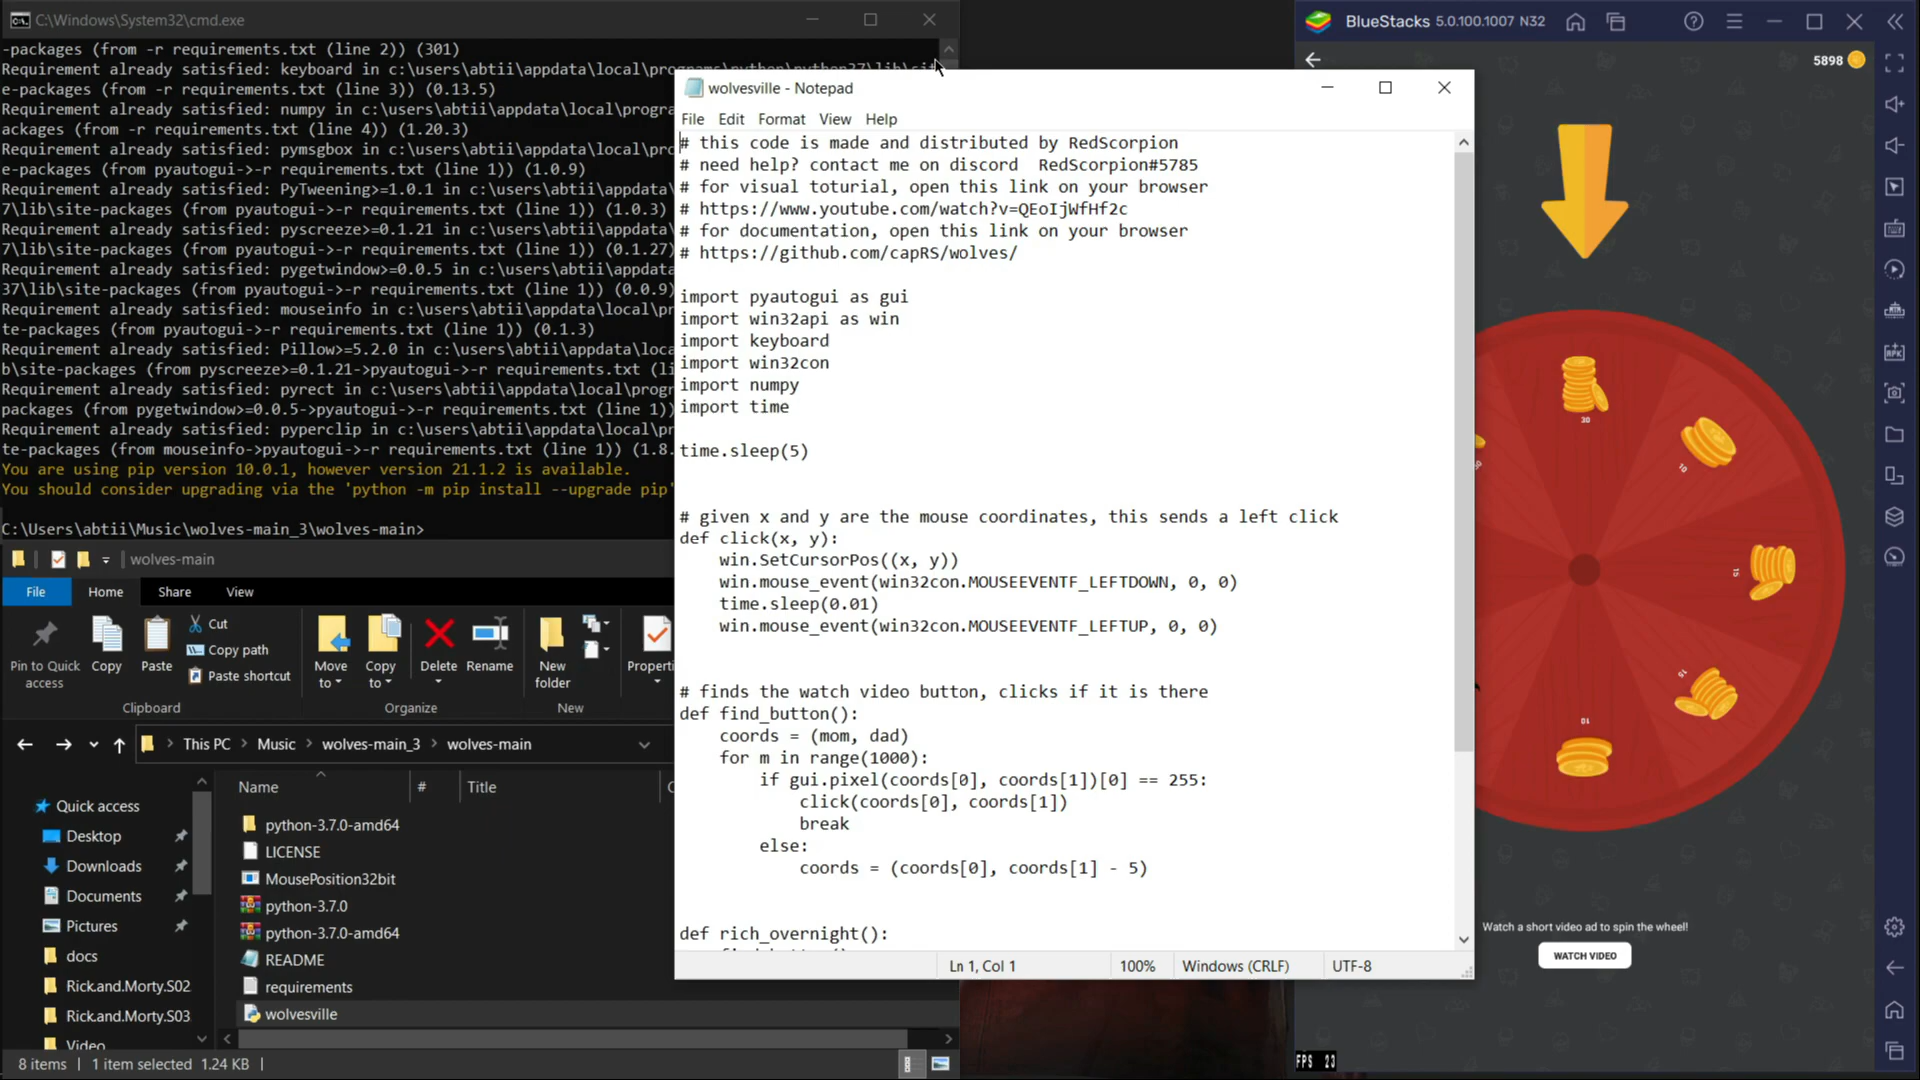 C:\Windows\System32\cmd.exe
-packages (from -r requirements.txt (line 2)) (301)
Requirement already satisfied: keyboard in c:\users\abtii\appdata\local\programs\python\python37\lib\sit
e-packages (from -r requirements.txt (line 3)) (0.13.5)
Requirement already satisfied: numpy in c:\users\abtii\appdata\local\progra
ackages (from -r requirements.txt (line 4)) (1.20.3)
Requirement already satisfied: pymsgbox in c:\users\abtii\appdata\local\pro
e-packages (from pyautogui->-r requirements.txt (line 1)) (1.0.9)
Requirement already satisfied: PyTweening>=1.0.1 in c:\users\abtii\appdata\
7\lib\site-packages (from pyautogui->-r requirements.txt (line 1)) (1.0.3)
Requirement already satisfied: pyscreeze>=0.1.21 in c:\users\abtii\appdata\
7\lib\site-packages (from pyautogui->-r requirements.txt (line 1)) (0.1.27)
Requirement already satisfied: pygetwindow>=0.0.5 in c:\users\abtii\appdata
37\lib\site-packages (from pyautogui->-r requirements.txt (line 1)) (0.0.9)
Requirement already satisfied: mouseinfo in c:\users\abtii\appdata\local\pr
te-packages (from pyautogui->-r requirements.txt (line 1)) (0.1.3)
Requirement already satisfied: Pillow>=5.2.0 in c:\users\abtii\appdata\loca
b\site-packages (from pyscreeze>=0.1.21->pyautogui->-r requirements.txt (li
Requirement already satisfied: pyrect in c:\users\abtii\appdata\local\progr
packages (from pygetwindow>=0.0.5->pyautogui->-r requirements.txt (line 1))
Requirement already satisfied: pyperclip in c:\users\abtii\appdata\local\pr
te-packages (from mouseinfo->pyautogui->-r requirements.txt (line 1)) (1.8.
You are using pip version 10.0.1, however version 21.1.2 is available.
You should consider upgrading via the 'python -m pip install --upgrade pip'
C:\Users\abtii\Music\wolves-main_3\wolves-main>
wolves-main
File Home Share View
Pin to Quick access
Copy
Paste
Cut
Copy path
Paste shortcut
Clipboard
Move to
Copy to
Delete
Rename
Organize
New folder
New
Properti
This PC Music wolves-main_3 wolves-main
Quick access
Desktop
Downloads
Documents
Pictures
docs
Rick.and.Morty.S02
Rick.and.Morty.S03
Video
Name # Title C
python-3.7.0-amd64
LICENSE
MousePosition32bit
python-3.7.0
python-3.7.0-amd64
README
requirements
wolvesville
8 items 1 item selected 1.24 KB
wolvesville - Notepad
File Edit Format View Help
# this code is made and distributed by RedScorpion
# need help? contact me on discord  RedScorpion#5785
# for visual toturial, open this link on your browser
# https://www.youtube.com/watch?v=QEoIjWfHf2c
# for documentation, open this link on your browser
# https://github.com/capRS/wolves/
import pyautogui as gui
import win32api as win
import keyboard
import win32con
import numpy
import time
time.sleep(5)
# given x and y are the mouse coordinates, this sends a left click
def click(x, y):
    win.SetCursorPos((x, y))
    win.mouse_event(win32con.MOUSEEVENTF_LEFTDOWN, 0, 0)
    time.sleep(0.01)
    win.mouse_event(win32con.MOUSEEVENTF_LEFTUP, 0, 0)
# finds the watch video button, clicks if it is there
def find_button():
    coords = (mom, dad)
    for m in range(1000):
        if gui.pixel(coords[0], coords[1])[0] == 255:
            click(coords[0], coords[1])
            break
        else:
            coords = (coords[0], coords[1] - 5)
def rich_overnight():
Ln 1, Col 1 100% Windows (CRLF) UTF-8
BlueStacks 5.0.100.1007 N32
5898
30
10
15
15
10
Watch a short video ad to spin the wheel!
WATCH VIDEO
FPS 23